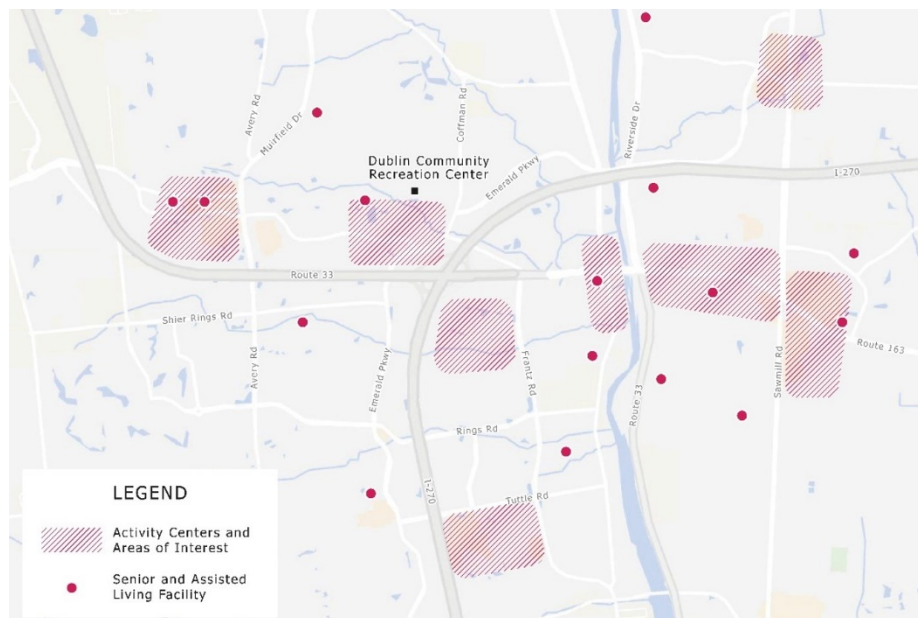 Avery Rd
Muirfield Dr
Coffman Rd
Riverside Dr
Dublin Community
Recreation Center
Emerald Pkwy
I-270
Route 33
Shier Rings Rd
Avery Rd
Emerald Pkwy
Frantz Rd
Route 33
Sawmill Rd
Route 163
Rings Rd
I-270
Tuttle Rd
LEGEND
Activity Centers and
Areas of Interest
Senior and Assisted
Living Facility